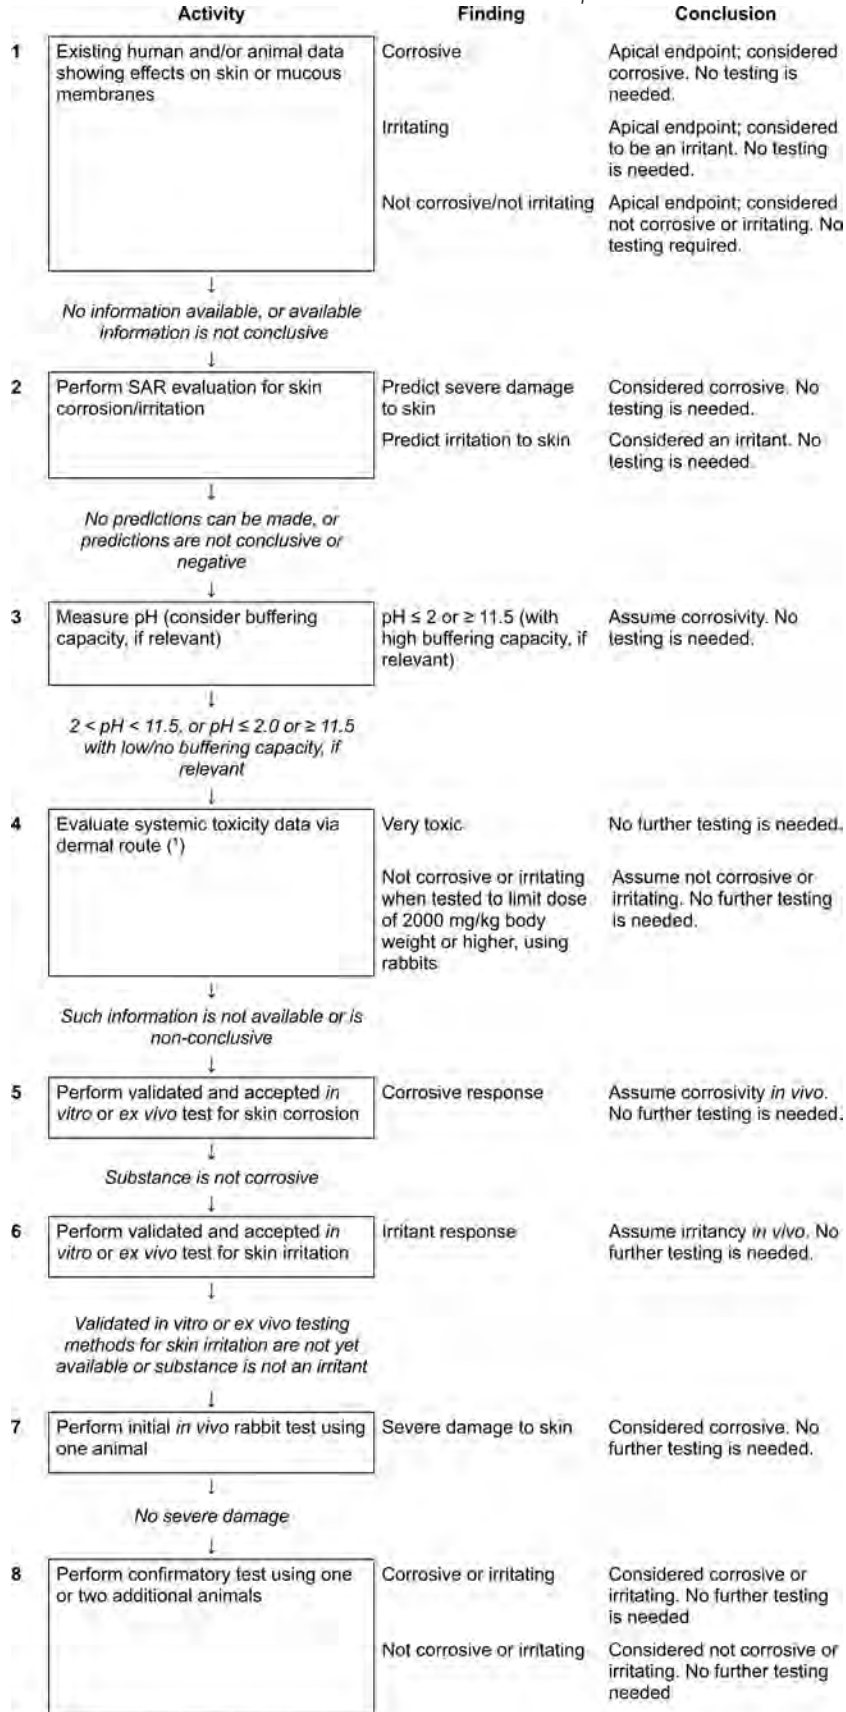 Activity Finding Conclusion
1 Existing human and/or animal data showing effects on skin or mucous membranes
Corrosive
Apical endpoint; considered corrosive. No testing is needed.
Irritating
Apical endpoint; considered to be an irritant. No testing is needed.
Not corrosive/not irritating
Apical endpoint; considered not corrosive or irritating. No testing required.
↓
No information available, or available
information is not conclusive
↓
2 Perform SAR evaluation for skin
corrosion/irritation
Predict severe damage
to skin
Considered corrosive. No
testing is needed.
Predict irritation to skin
Considered an irritant. No
testing is needed.
↓
No predictions can be made, or
predictions are not conclusive or
negative
↓
3 Measure pH (consider buffering
capacity, if relevant)
pH ≤ 2 or ≥ 11.5 (with
high buffering capacity, if
relevant)
Assume corrosivity. No
testing is needed.
↓
2 < pH < 11.5, or pH ≤ 2.0 or ≥ 11.5
with low/no buffering capacity, if
relevant
↓
4 Evaluate systemic toxicity data via
dermal route (¹)
Very toxic
No further testing is needed.
Not corrosive or irritating
when tested to limit dose
of 2000 mg/kg body
weight or higher, using
rabbits
Assume not corrosive or
irritating. No further testing
is needed.
↓
Such information is not available or is
non-conclusive
↓
5 Perform validated and accepted in
vitro or ex vivo test for skin corrosion
Corrosive response
Assume corrosivity in vivo.
No further testing is needed.
↓
Substance is not corrosive
↓
6 Perform validated and accepted in
vitro or ex vivo test for skin irritation
Irritant response
Assume irritancy in vivo. No
further testing is needed.
↓
Validated in vitro or ex vivo testing
methods for skin irritation are not yet
available or substance is not an irritant
↓
7 Perform initial in vivo rabbit test using
one animal
Severe damage to skin
Considered corrosive. No
further testing is needed.
↓
No severe damage
↓
8 Perform confirmatory test using one
or two additional animals
Corrosive or irritating
Considered corrosive or
irritating. No further testing
is needed
Not corrosive or irritating
Considered not corrosive or
irritating. No further testing
needed